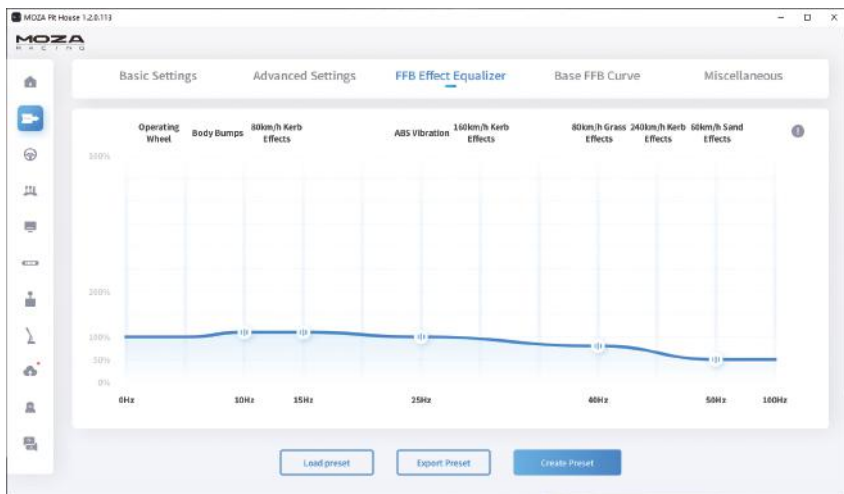 MOZA Pit House 1.2.0.113
MOZA
RACING
Basic Settings
Advanced Settings
FFB Effect Equalizer
Base FFB Curve
Miscellaneous
Operating
Wheel
Body Bumps
80km/h Kerb
Effects
ABS Vibration
160km/h Kerb
Effects
80km/h Grass
Effects
240km/h Kerb
Effects
60km/h Sand
Effects
500%
200%
100%
50%
0%
0Hz
10Hz
15Hz
25Hz
40Hz
50Hz
100Hz
Load preset
Export Preset
Create Preset